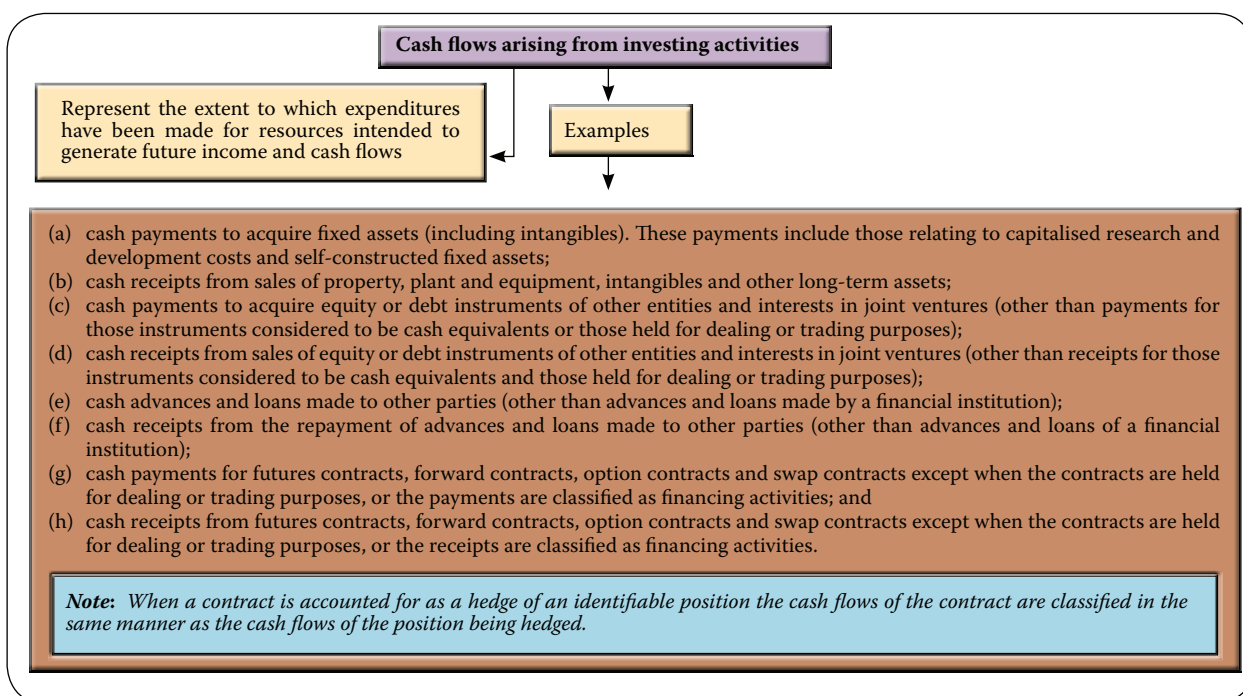 Cash flows arising from investing activities
Represent the extent to which expenditures
have been made for resources intended to
generate future income and cash flows
Examples
(a) cash payments to acquire fixed assets (including intangibles). These payments include those relating to capitalised research and
development costs and self-constructed fixed assets;
(b) cash receipts from sales of property, plant and equipment, intangibles and other long-term assets;
(c) cash payments to acquire equity or debt instruments of other entities and interests in joint ventures (other than payments for
those instruments considered to be cash equivalents or those held for dealing or trading purposes);
(d) cash receipts from sales of equity or debt instruments of other entities and interests in joint ventures (other than receipts for those
instruments considered to be cash equivalents and those held for dealing or trading purposes);
(e) cash advances and loans made to other parties (other than advances and loans made by a financial institution);
(f) cash receipts from the repayment of advances and loans made to other parties (other than advances and loans of a financial
institution);
(g) cash payments for futures contracts, forward contracts, option contracts and swap contracts except when the contracts are held
for dealing or trading purposes, or the payments are classified as financing activities; and
(h) cash receipts from futures contracts, forward contracts, option contracts and swap contracts except when the contracts are held
for dealing or trading purposes, or the receipts are classified as financing activities.
Note: When a contract is accounted for as a hedge of an identifiable position the cash flows of the contract are classified in the
same manner as the cash flows of the position being hedged.